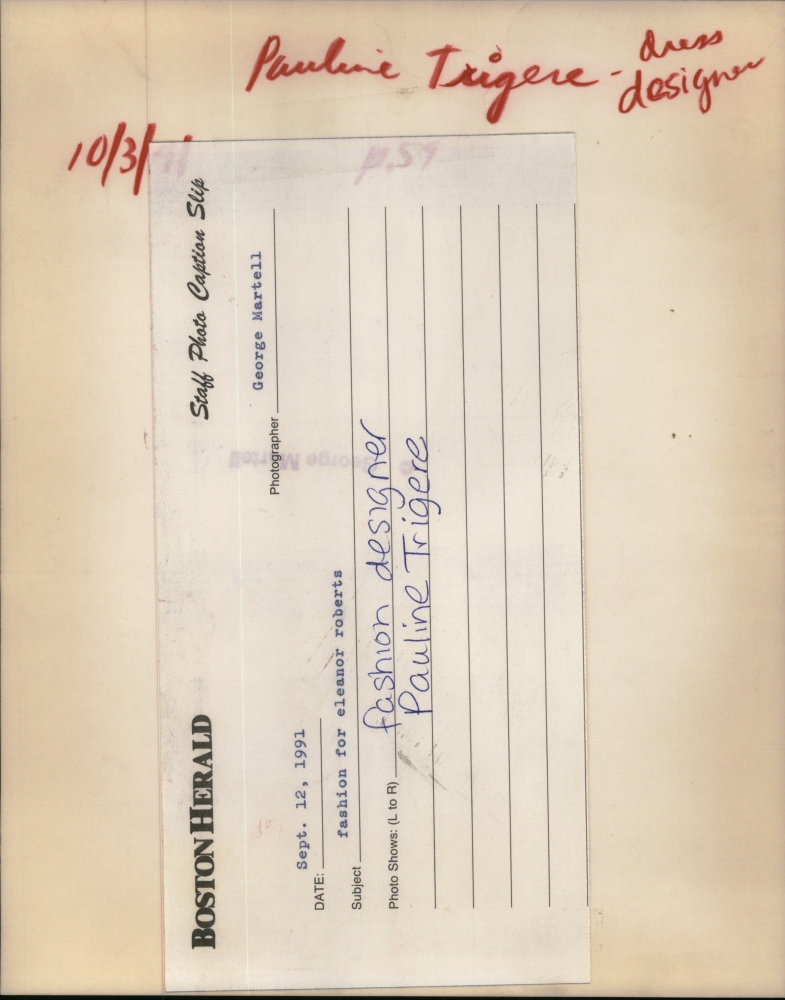 Pauline Trigere - dress
designer
10/3/91
p.59
BOSTON HERALD
Staff Photo Caption Slip
George Martell
Photographer
Sept. 12, 1991
DATE:
fashion for eleanor roberts
Subject
fashion designer
Photo Shows: (L to R)
Pauline Trigere
George Martell